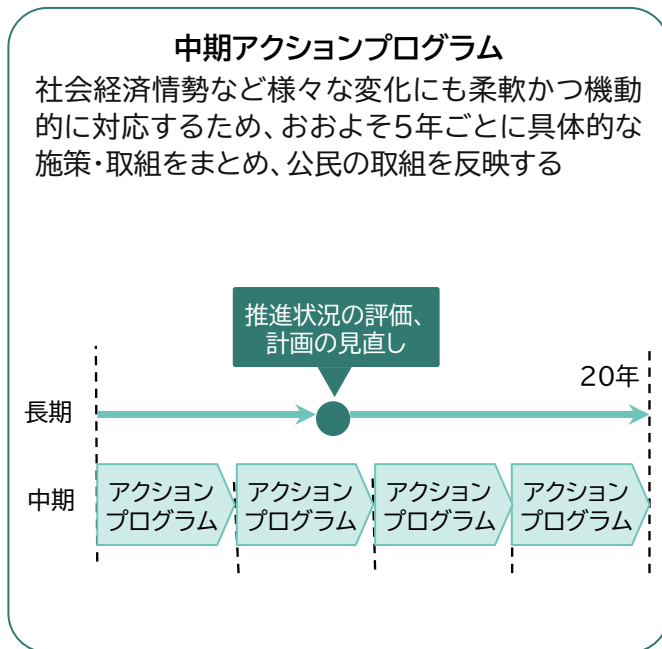 中期アクションプログラム
社会経済情勢など様々な変化にも柔軟かつ機動
的に対応するため、おおよそ5年ごとに具体的な
施策・取組をまとめ、公民の取組を反映する
推進状況の評価、
計画の見直し
20年
長期
中期
アクション
プログラム
アクション
プログラム
アクション
プログラム
アクション
プログラム